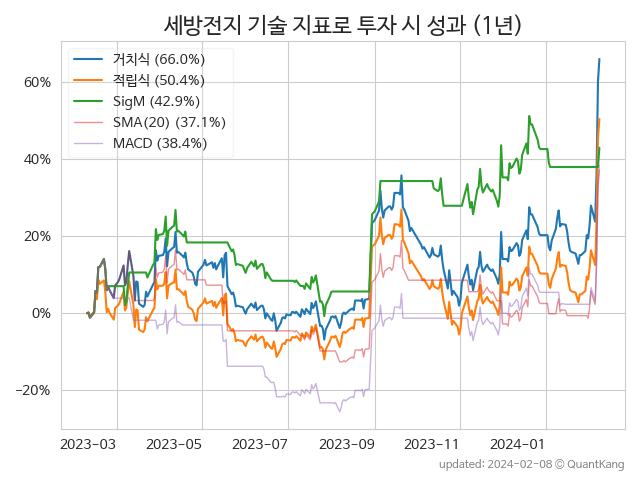 세방전지 기술 지표로 투자 시 성과 (1년)
거치식 (66.0%)
적립식 (50.4%)
SigM (42.9%)
SMA(20) (37.1%)
MACD (38.4%)
60%
40%
20%
0%
−20%
2023-03 2023-05 2023-07 2023-09 2023-11 2024-01
updated: 2024-02-08 © QuantKang